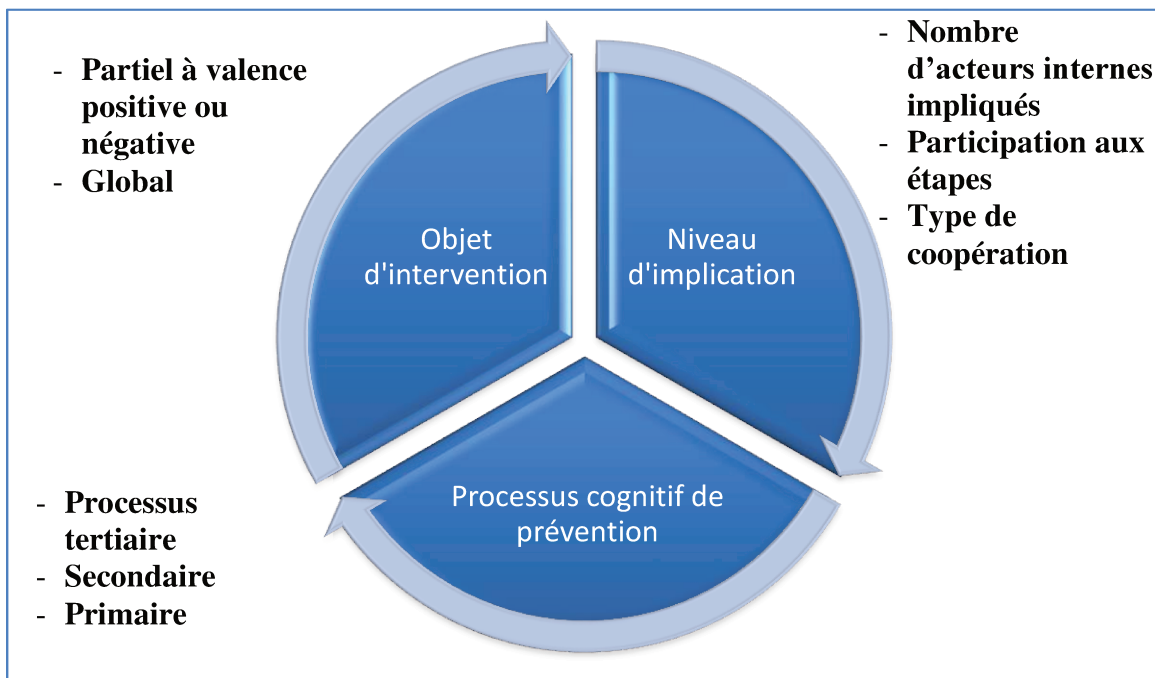 - Partiel à valence
positive ou
négative
- Global
- Nombre
d’acteurs internes
impliqués
- Participation aux
étapes
- Type de
coopération
Objet
d'intervention
Niveau
d'implication
Processus cognitif de
prévention
- Processus
tertiaire
- Secondaire
- Primaire